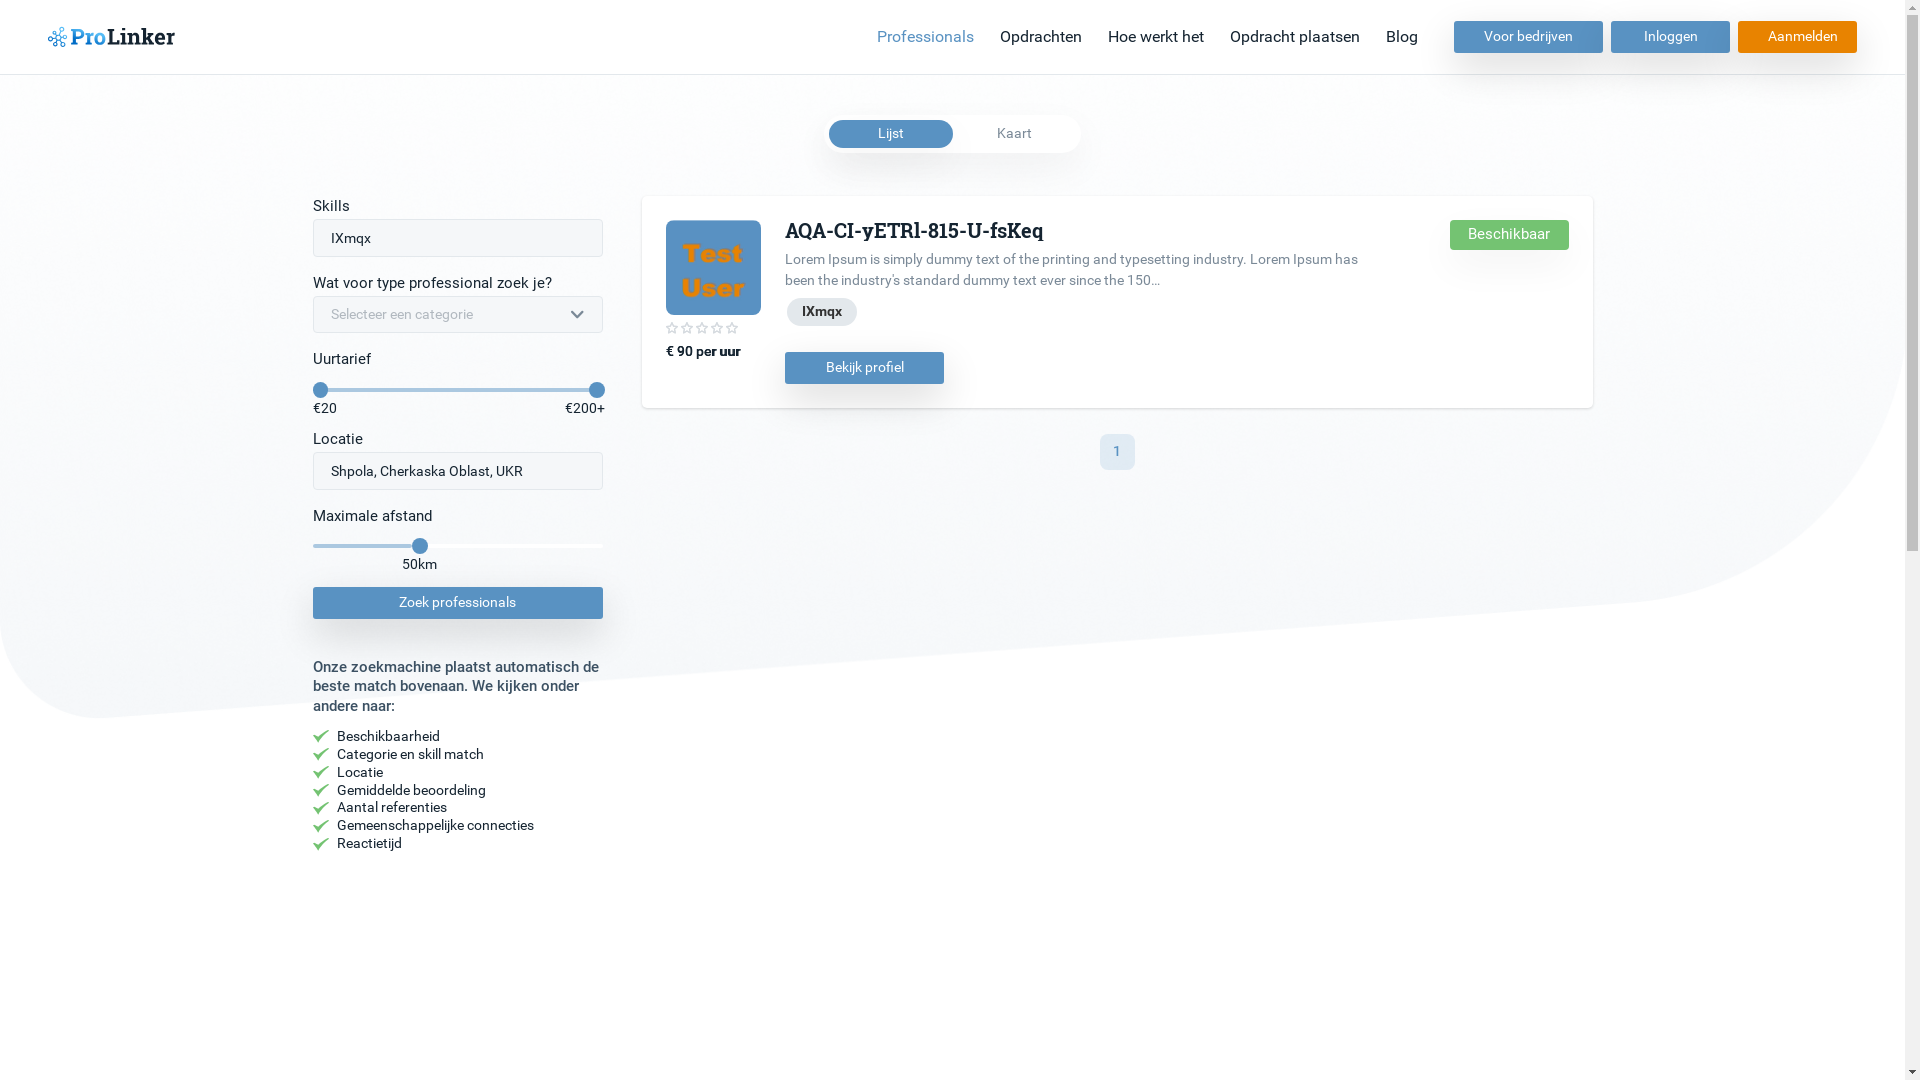 ProLinker
Professionals
Opdrachten
Hoe werkt het
Opdracht plaatsen
Blog
Voor bedrijven
Inloggen
Aanmelden
Lijst
Kaart
Skills
IXmqx
Wat voor type professional zoek je?
Selecteer een categorie
Uurtarief
€20
€200+
Locatie
Shpola, Cherkaska Oblast, UKR
Maximale afstand
50km
Zoek professionals
Onze zoekmachine plaatst automatisch de
beste match bovenaan. We kijken onder
andere naar:
Beschikbaarheid
Categorie en skill match
Locatie
Gemiddelde beoordeling
Aantal referenties
Gemeenschappelijke connecties
Reactietijd
Test
User
€ 90 per uur
AQA-CI-yETRl-815-U-fsKeq
Lorem Ipsum is simply dummy text of the printing and typesetting industry. Lorem Ipsum has
been the industry's standard dummy text ever since the 150...
IXmqx
Bekijk profiel
Beschikbaar
1